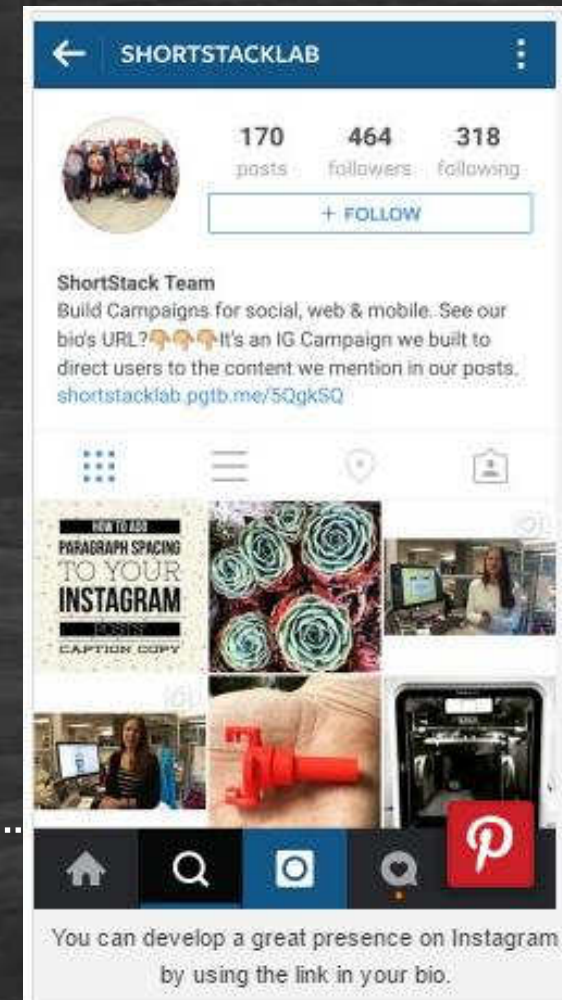 SHORTSTACKLAB
170 464 318
posts followers following
+ FOLLOW
ShortStack Team
Build Campaigns for social, web & mobile. See our
bio's URL?👇👇👇It's an IG Campaign we built to
direct users to the content we mention in our posts.
shortstacklab.pgtb.me/5QgkSQ
HOW TO ADD
PARAGRAPH SPACING
TO YOUR
INSTAGRAM
POSTS
CAPTION COPY
..
You can develop a great presence on Instagram
by using the link in your bio.